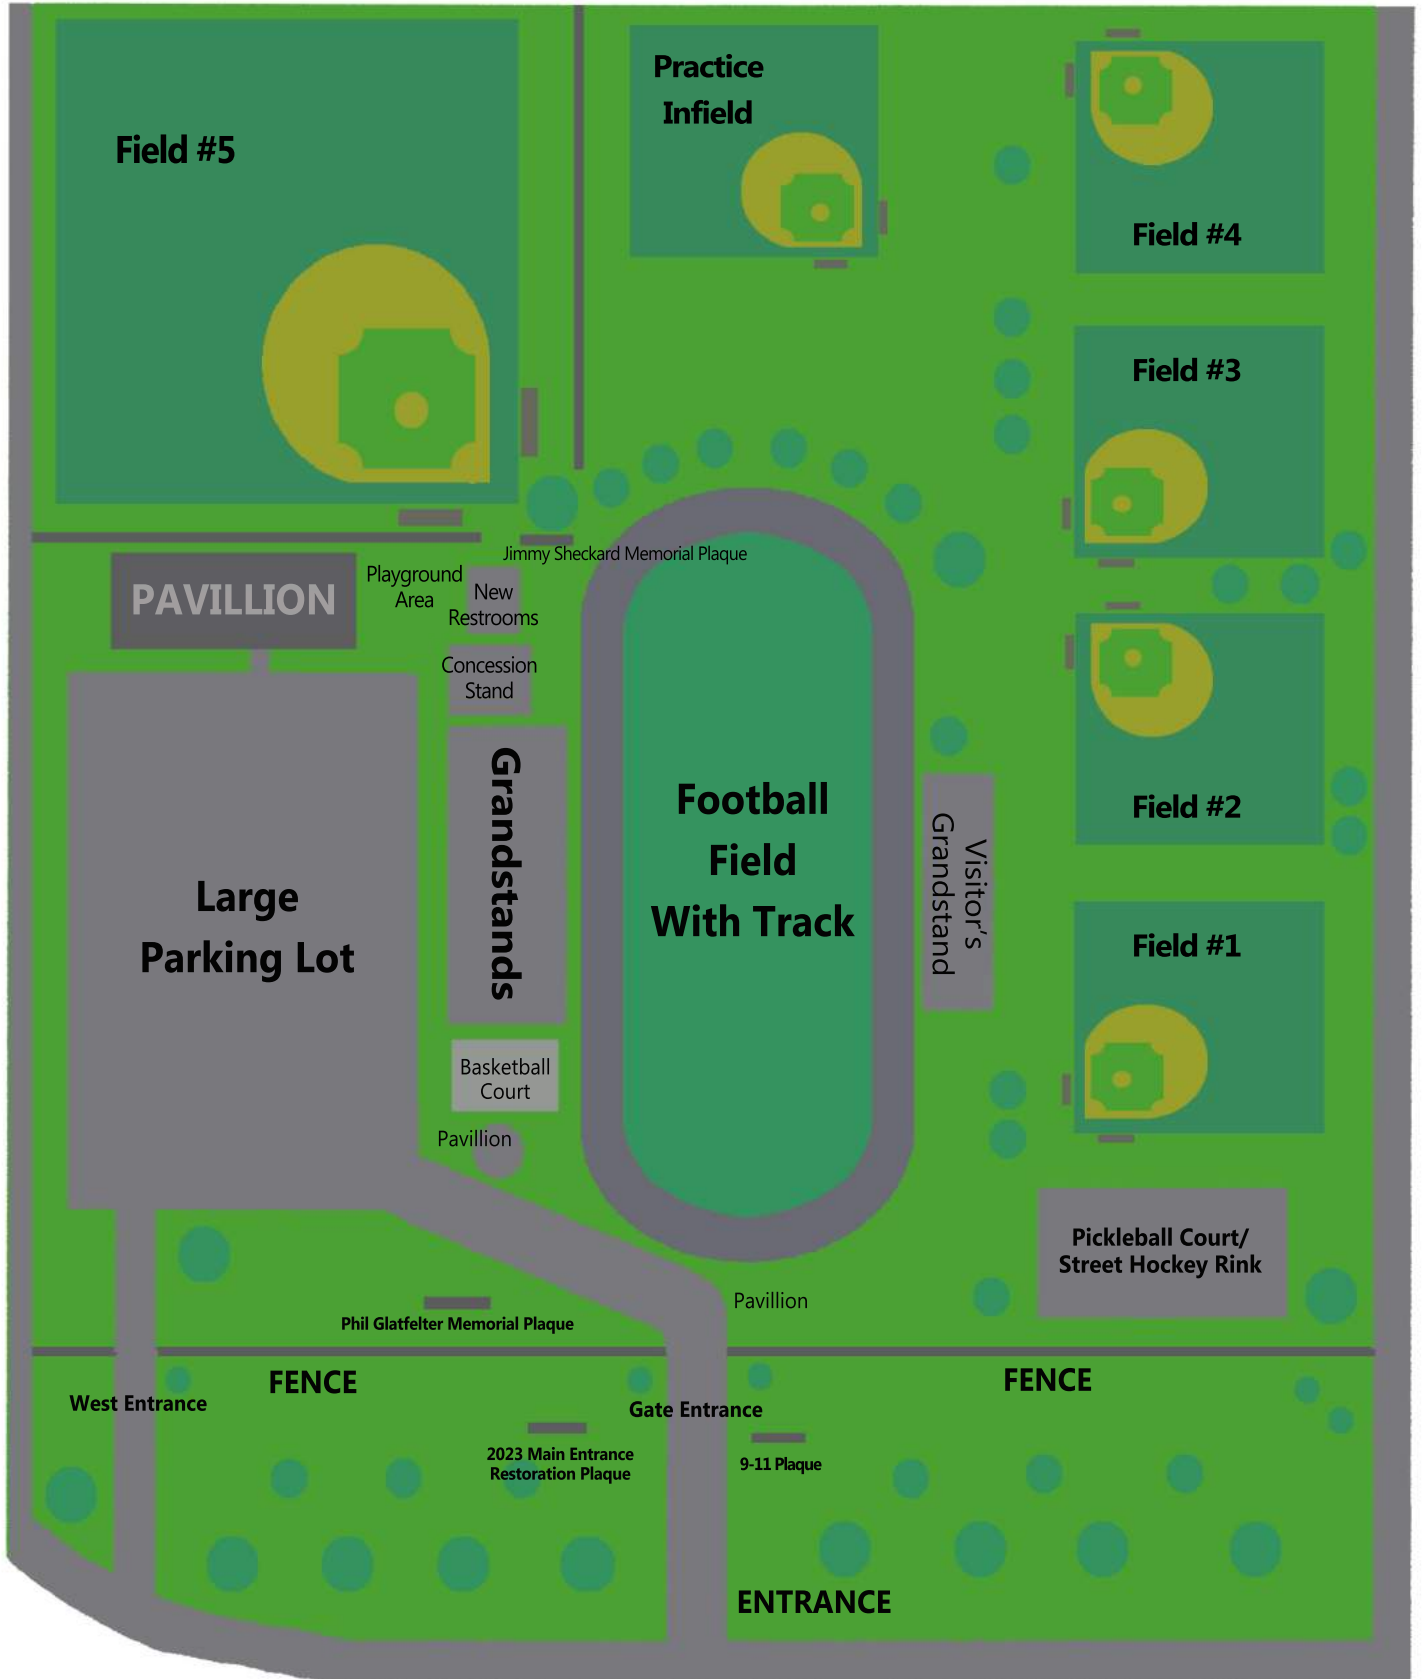 Practice
Infield
Field #5
Field #4
Field #3
Jimmy Sheckard Memorial Plaque
Playground
Area
New
Restrooms
PAVILLION
Concession
Stand
Grandstands
Football
Field
With Track
Visitor's
Grandstand
Field #2
Large
Parking Lot
Field #1
Basketball
Court
Pavillion
Pickleball Court/
Street Hockey Rink
Pavillion
Phil Glatfelter Memorial Plaque
FENCE
FENCE
West Entrance
Gate Entrance
2023 Main Entrance
Restoration Plaque
9-11 Plaque
ENTRANCE